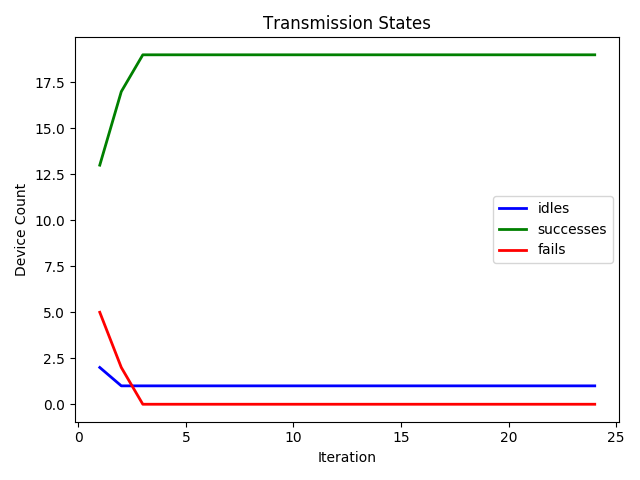 Transmission States
Device Count
17.5
15.0
12.5
10.0
7.5
5.0
2.5
0.0
idles
successes
fails
0 5 10 15 20 25
Iteration